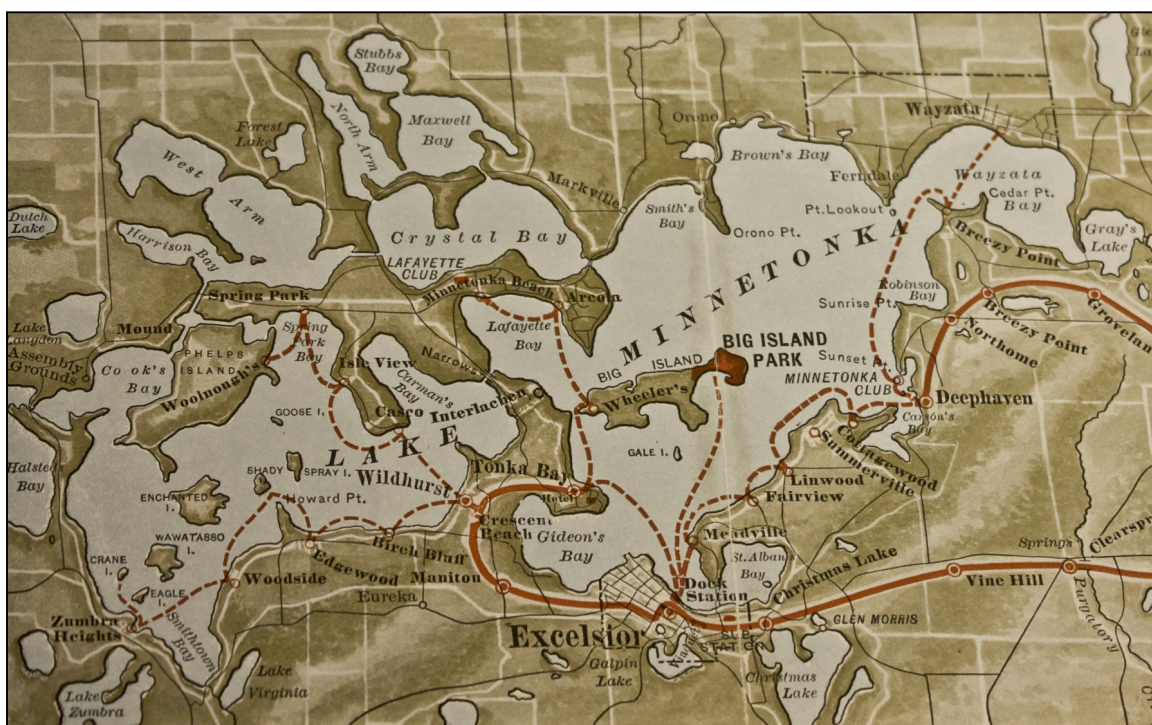 Stubbs
Bay
North Arm
Maxwell
Bay
Forest
Lake
West
Arm
Harrison Bay
Dutch
Lake
Crystal Bay
LAFAYETTE
CLUB
Minnetonka Beach
Arcola
Lafayette
Bay
Markville
Orono
Smith's
Bay
Brown's Bay
Orono Pt.
Ferndale
Pt. Lookout
Wayzata
Wayzata
Bay
Cedar Pt.
Gray's
Lake
Breezy Point
Robinson
Bay
Sunrise Pt.
Breezy Point
Northome
Sunset Pt.
MINNETONKA
CLUB
Deephaven
Carson's
Bay
Cottagewood
Summerville
Linwood
Fairview
Meadville
St. Alban's
Bay
LAKE
MINNETONKA
BIG ISLAND
BIG ISLAND
PARK
Wheeler's
GALE I.
Spring Park
Spring
Park
Bay
Mound
Assembly
Grounds
PHELPS
ISLAND
Cook's
Bay
Woolnough's
Isle View
GOOSE I.
Casco
Carman's
Bay
Narrows
Interlachen
SHADY
I.
SPRAY I.
Howard Pt.
ENCHANTED
I.
WAWATASSO
I.
CRANE
I.
EAGLE
I.
Zumbra
Heights
Smithtown
Bay
Woodside
Edgewood
Birch Bluff
Wildhurst
Crescent
Beach
Tonka Bay
Hotel
Gideon's
Bay
Manitou
Eureka
Excelsior
Dock
Station
SUB
STATION
Galpin
Lake
Christmas Lake
Christmas
Lake
GLEN MORRIS
Vine Hill
Springs
Purgatory
Lake
Virginia
Lake
Zumbra